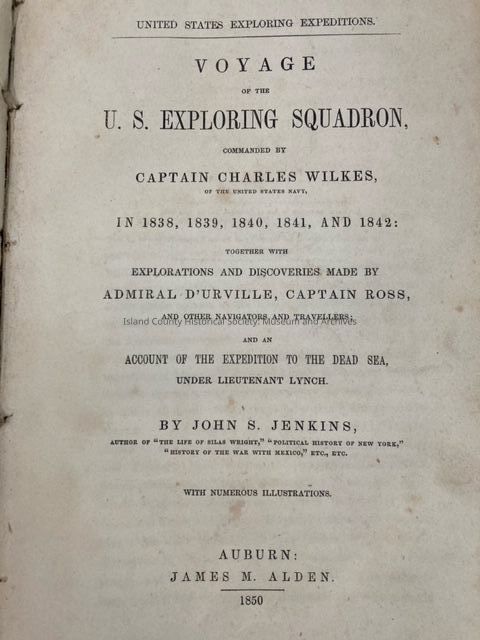 UNITED STATES EXPLORING EXPEDITIONS.
VOYAGE
OF THE
U. S. EXPLORING SQUADRON,
COMMANDED BY
CAPTAIN CHARLES WILKES,
OF THE UNITED STATES NAVY,
IN 1838, 1839, 1840, 1841, AND 1842:
TOGETHER WITH
EXPLORATIONS AND DISCOVERIES MADE BY
ADMIRAL D'URVILLE, CAPTAIN ROSS,
AND OTHER NAVIGATORS AND TRAVELLERS;
Island County Historical Society: Museum and Archives
AND AN
ACCOUNT OF THE EXPEDITION TO THE DEAD SEA,
UNDER LIEUTENANT LYNCH.
BY JOHN S. JENKINS,
AUTHOR OF "THE LIFE OF SILAS WRIGHT," "POLITICAL HISTORY OF NEW YORK,"
"HISTORY OF THE WAR WITH MEXICO," ETC., ETC.
WITH NUMEROUS ILLUSTRATIONS.
AUBURN:
JAMES M. ALDEN.
1850